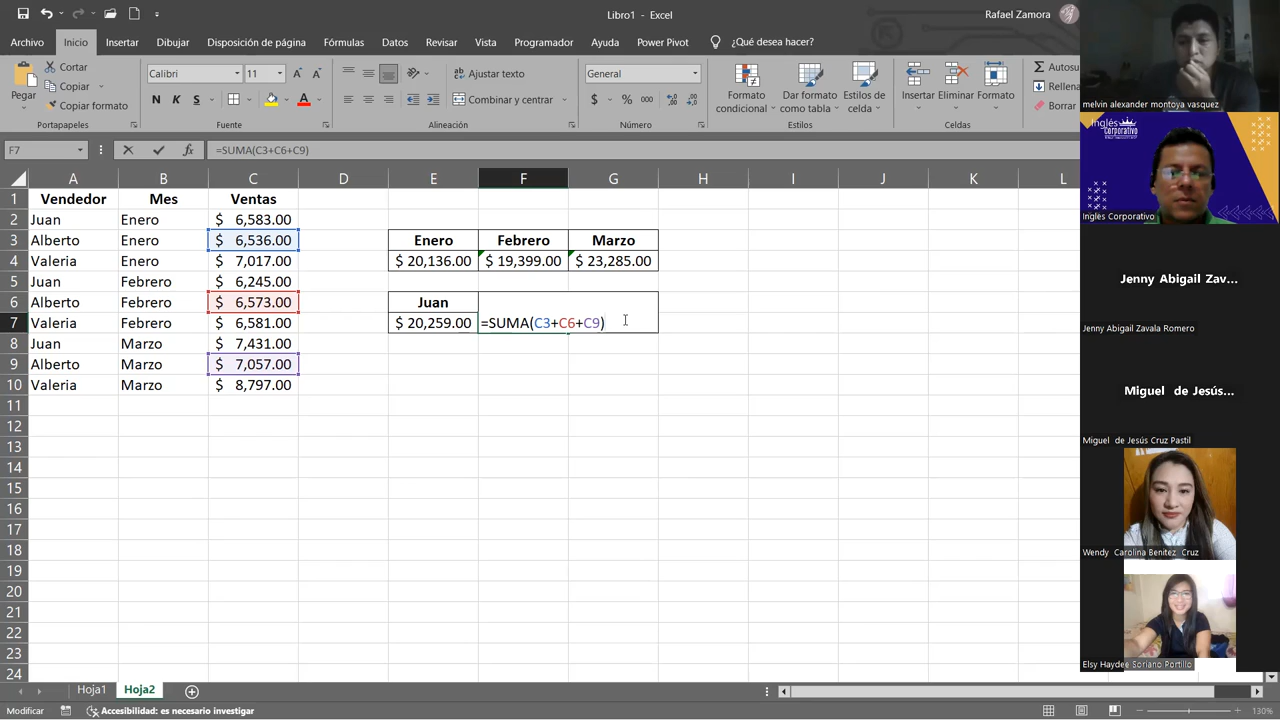 Libro1 - Excel
Rafael Zamora
Archivo Inicio Insertar Dibujar Disposición de página Fórmulas Datos Revisar Vista Programador Ayuda Power Pivot ¿Qué desea hacer?
Pegar
Cortar
Copiar
Copiar formato
Portapapeles
Calibri 11
N K S
Fuente
Ajustar texto
Combinar y centrar
Alineación
General
$ % 000
Número
Formato condicional
Dar formato como tabla
Estilos de celda
Estilos
Insertar Eliminar Formato
Celdas
Autosu
Rellena
Borrar
F7 fx =SUMA(C3+C6+C9)
A B C D E F G H I J K L
1 Vendedor Mes Ventas
2 Juan Enero $ 6,583.00
3 Alberto Enero $ 6,536.00 Enero Febrero Marzo
4 Valeria Enero $ 7,017.00 $ 20,136.00 $ 19,399.00 $ 23,285.00
5 Juan Febrero $ 6,245.00
6 Alberto Febrero $ 6,573.00 Juan
7 Valeria Febrero $ 6,581.00 $ 20,259.00 =SUMA(C3+C6+C9)
8 Juan Marzo $ 7,431.00
9 Alberto Marzo $ 7,057.00
10 Valeria Marzo $ 8,797.00
11
12
13
14
15
16
17
18
19
20
21
22
23
24
Hoja1 Hoja2
Modificar Accesibilidad: es necesario investigar
130%
melvin alexander montoya vasquez
Inglés Corporativo
Inglés Corporativo
Jenny Abigail Zav...
Jenny Abigail Zavala Romero
Miguel de Jesús...
Miguel de Jesús Cruz Pastil
Wendy Carolina Benitez Cruz
Elsy Haydee Soriano Portillo